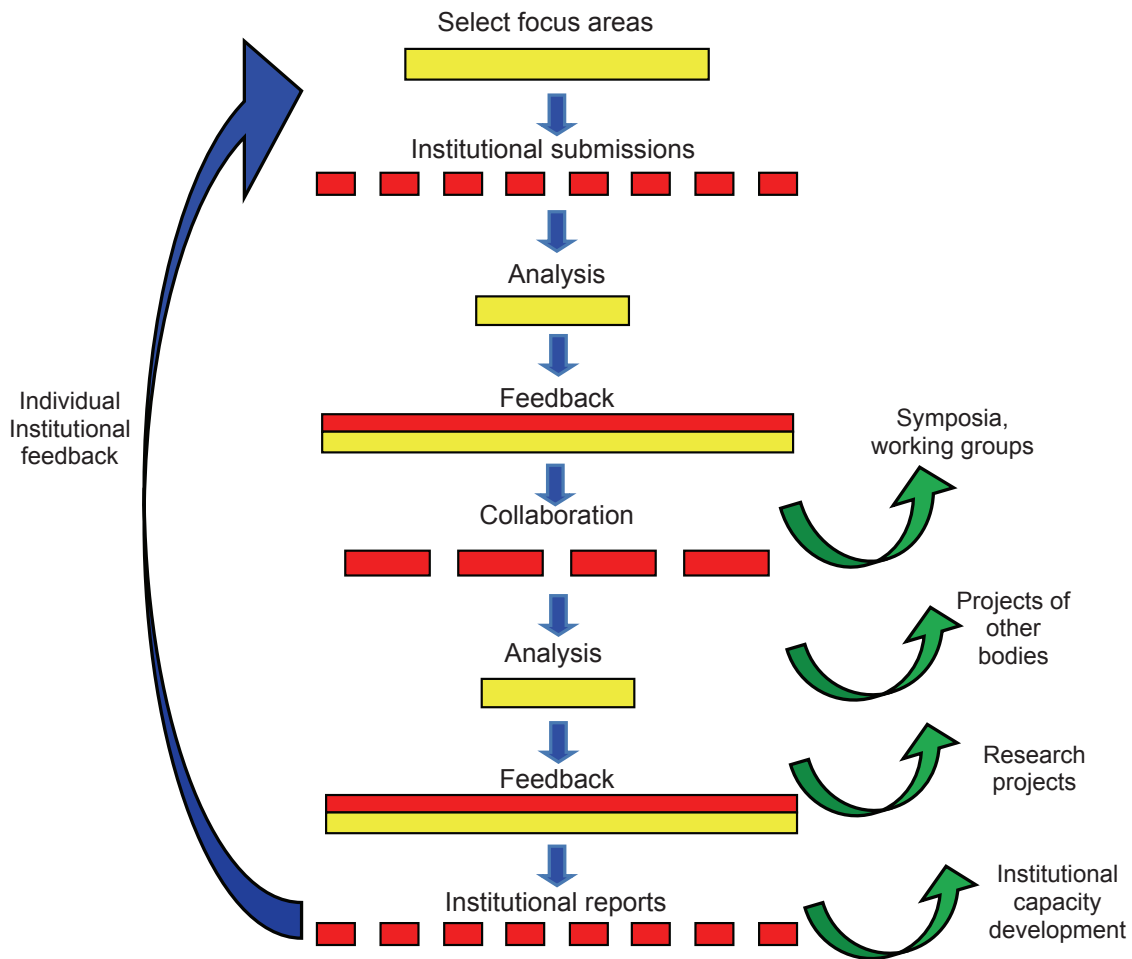 Select focus areas
Institutional submissions
Analysis
Feedback
Individual
Institutional
feedback
Symposia,
working groups
Collaboration
Projects of
other
bodies
Analysis
Research
projects
Feedback
Institutional
capacity
development
Institutional reports